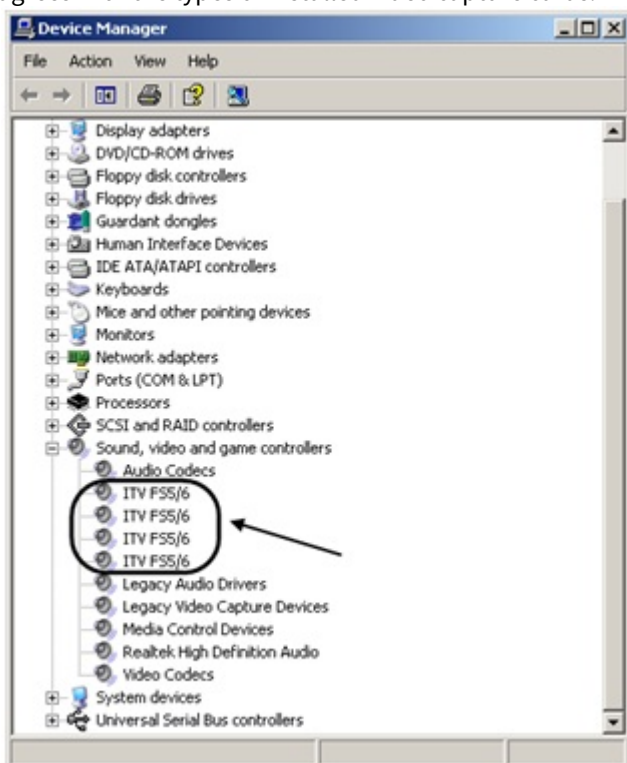 Device Manager
File Action View Help
Display adapters
DVD/CD-ROM drives
Floppy disk controllers
Floppy disk drives
Guardant dongles
Human Interface Devices
IDE ATA/ATAPI controllers
Keyboards
Mice and other pointing devices
Monitors
Network adapters
Ports (COM & LPT)
Processors
SCSI and RAID controllers
Sound, video and game controllers
Audio Codecs
ITV FS5/6
ITV FS5/6
ITV FS5/6
ITV FS5/6
Legacy Audio Drivers
Legacy Video Capture Devices
Media Control Devices
Realtek High Definition Audio
Video Codecs
System devices
Universal Serial Bus controllers